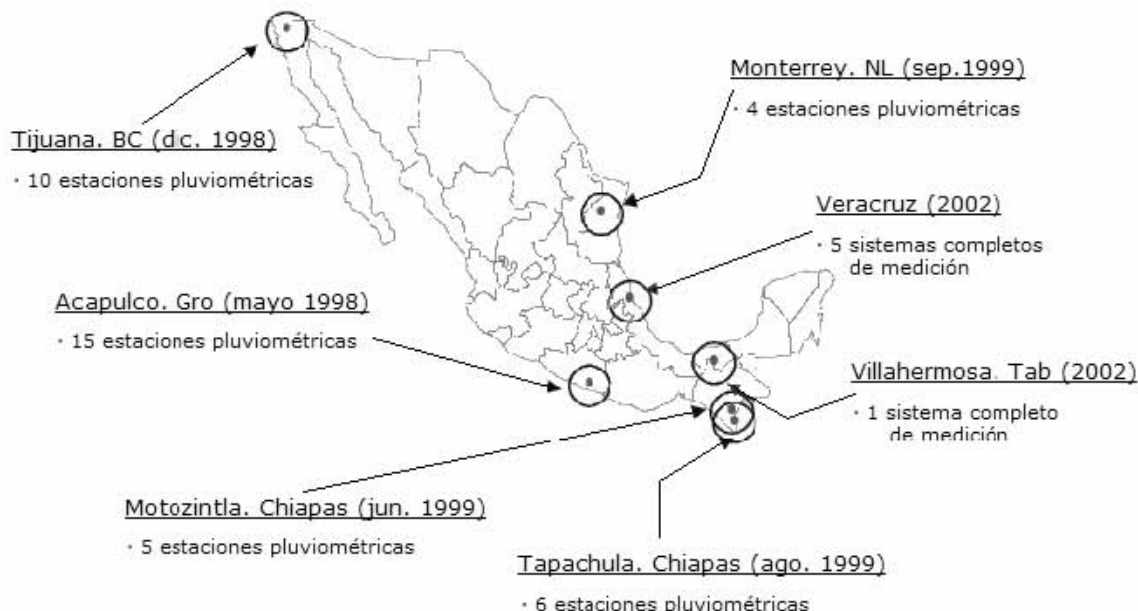 Monterrey. NL (sep.1999)
· 4 estaciones pluviométricas
Tijuana. BC (dic. 1998)
· 10 estaciones pluviométricas
Veracruz (2002)
· 5 sistemas completos
de medición
Acapulco. Gro (mayo 1998)
· 15 estaciones pluviométricas
Villahermosa. Tab (2002)
· 1 sistema completo
de medición
Motozintla. Chiapas (jun. 1999)
· 5 estaciones pluviométricas
Tapachula. Chiapas (ago. 1999)
· 6 estaciones pluviométricas